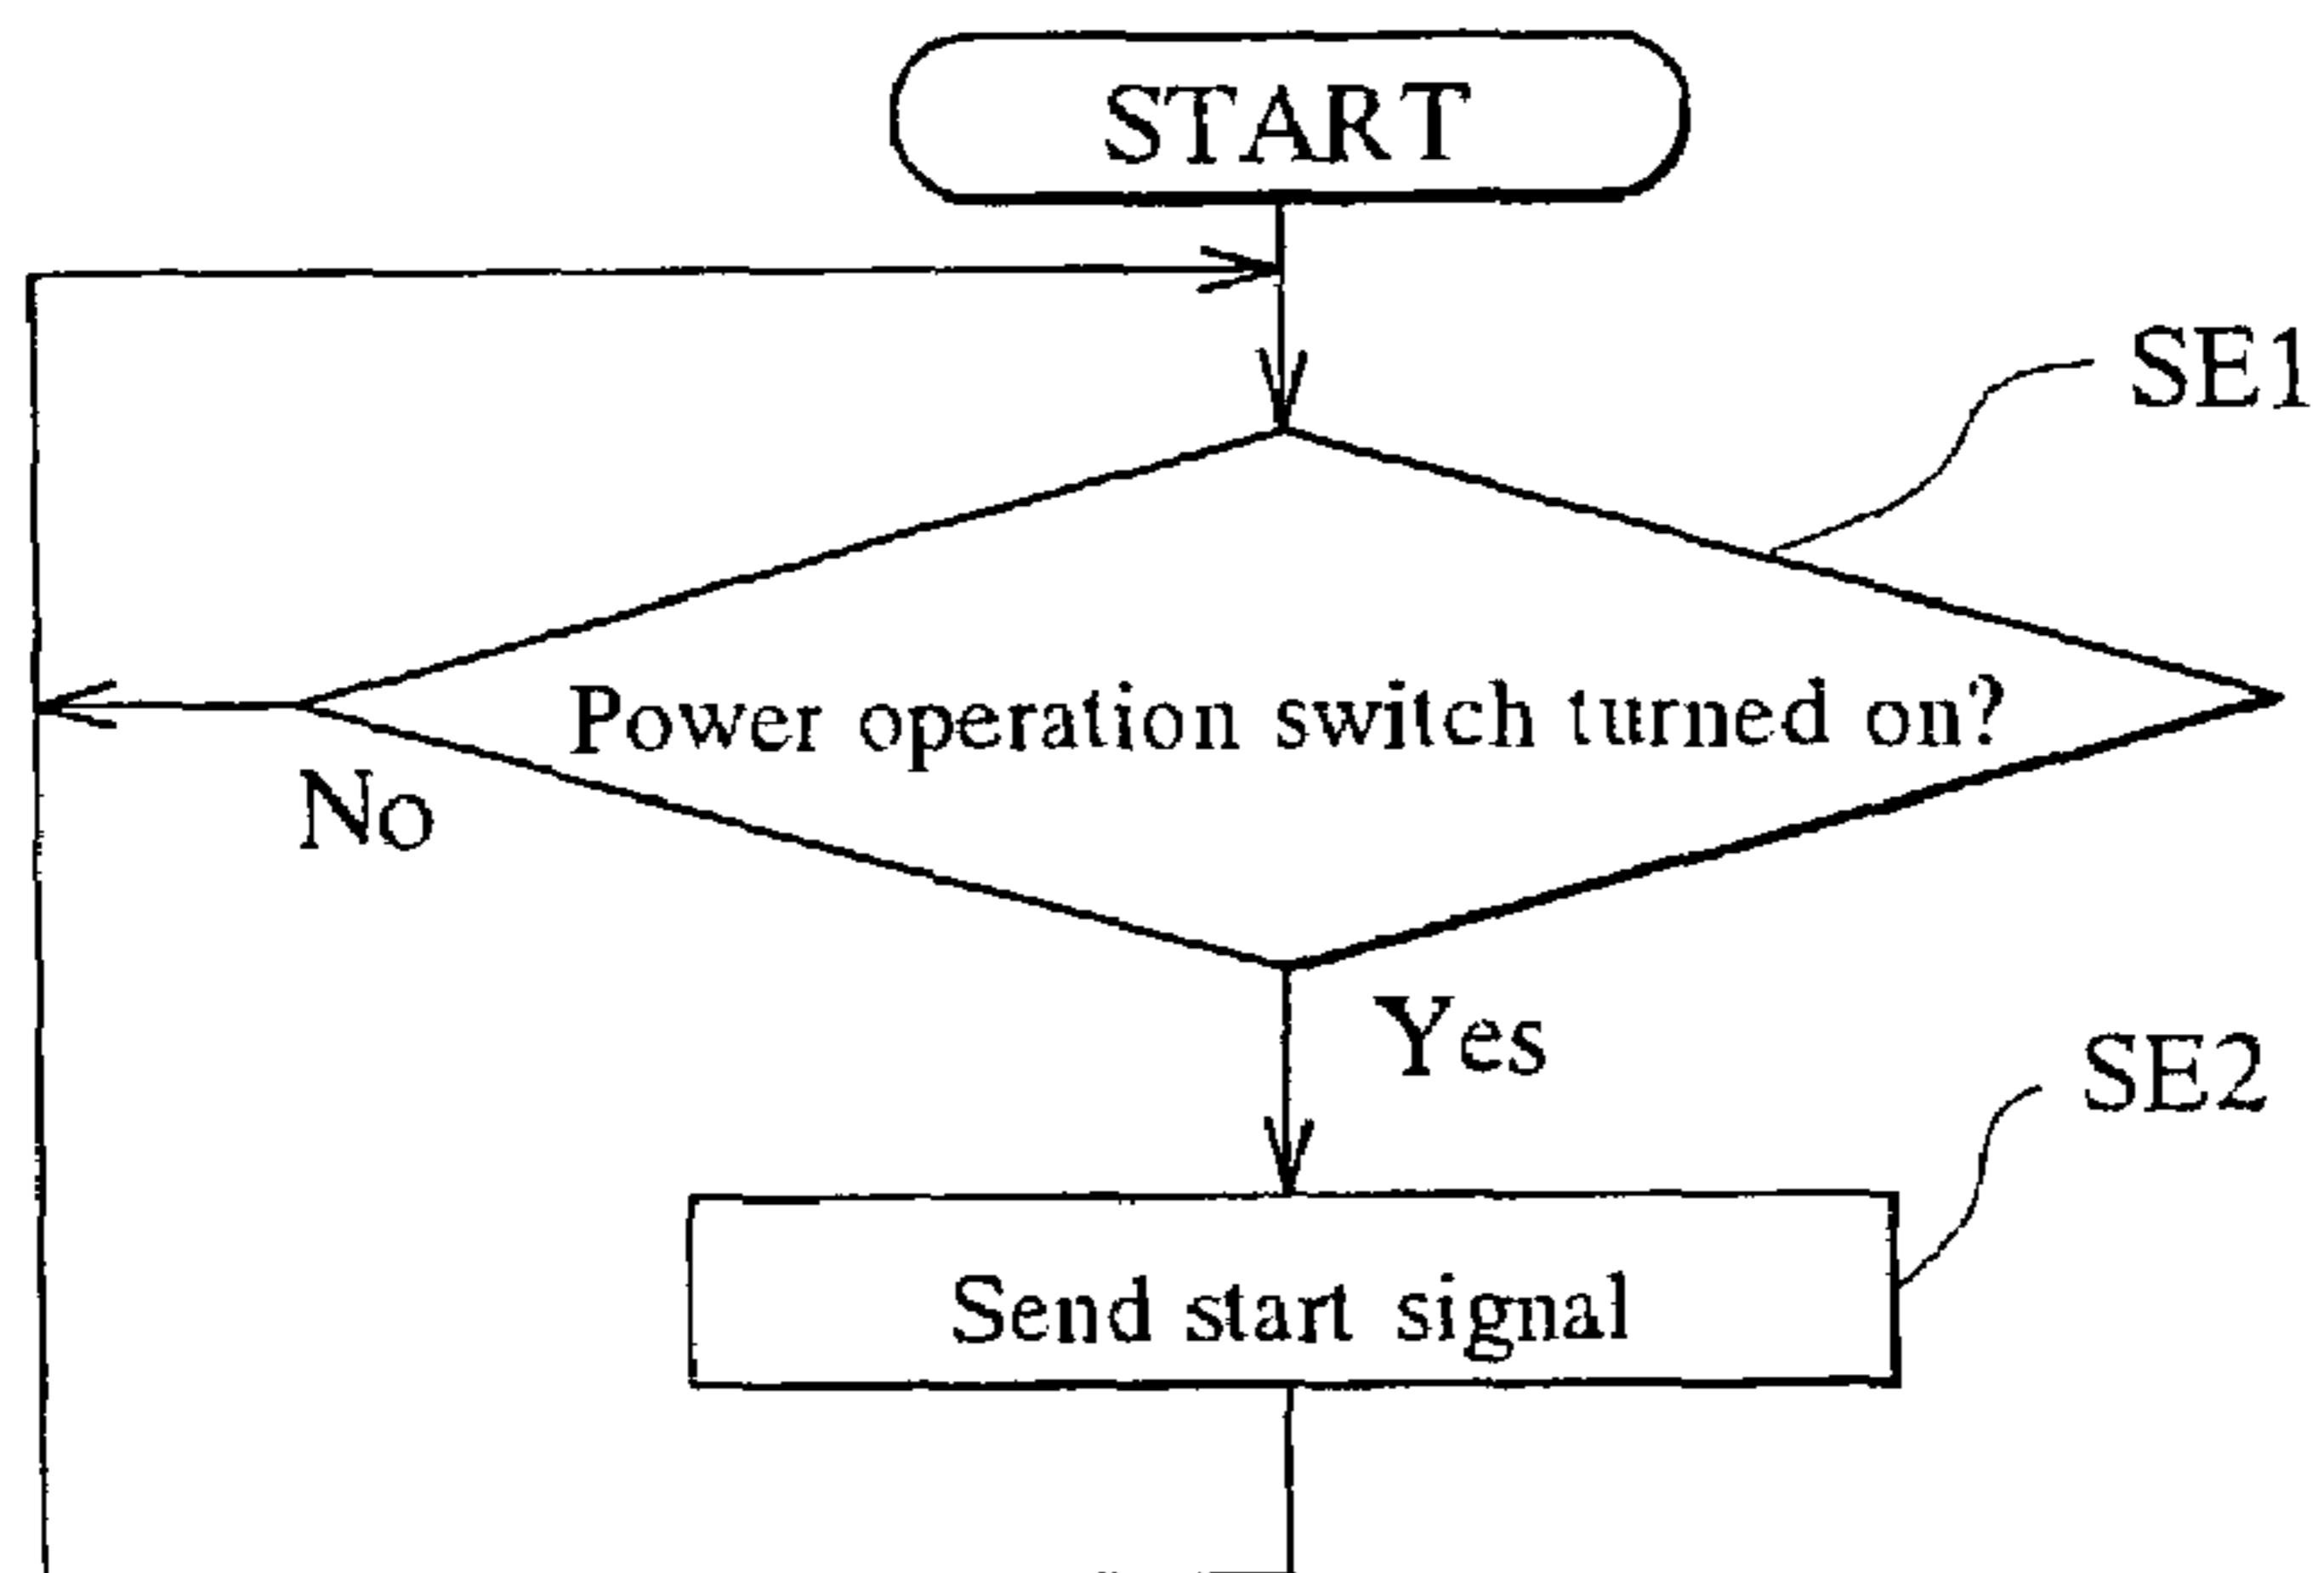 START
SE1
Power operation switch turned on?
No
Yes
SE2
Send start signal